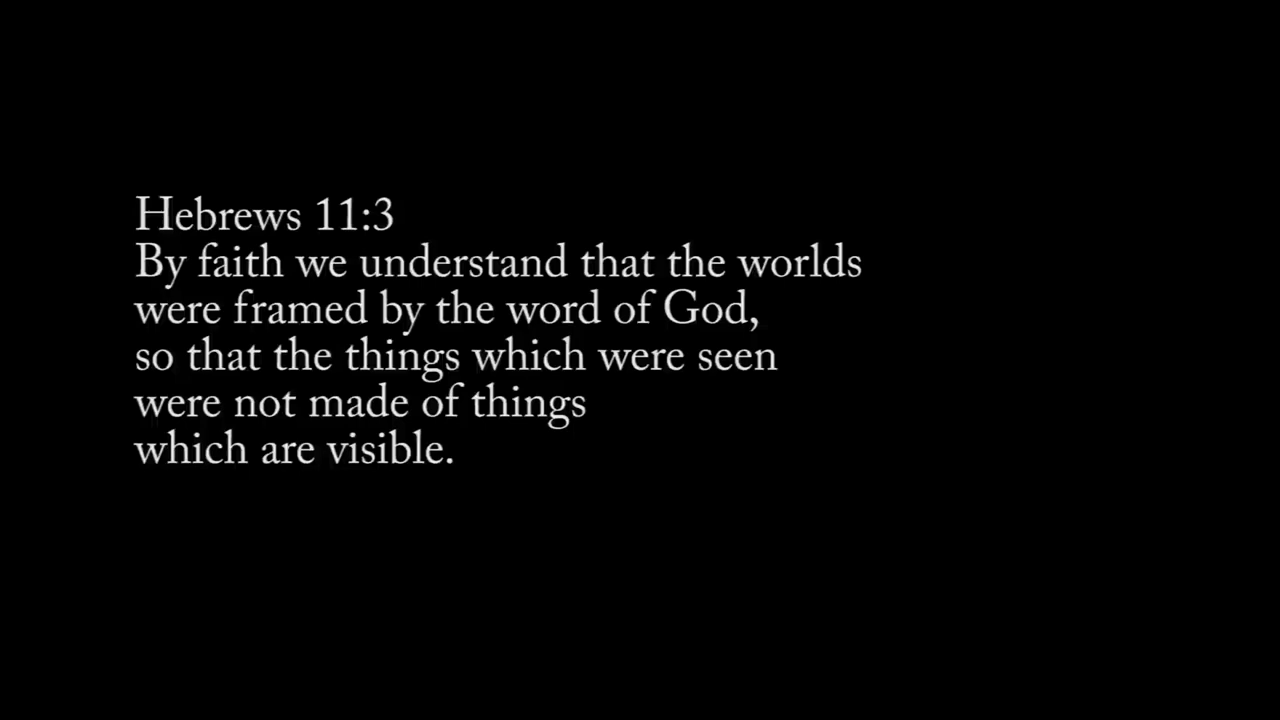 Hebrews 11:3
By faith we understand that the worlds
were framed by the word of God,
so that the things which were seen
were not made of things
which are visible.